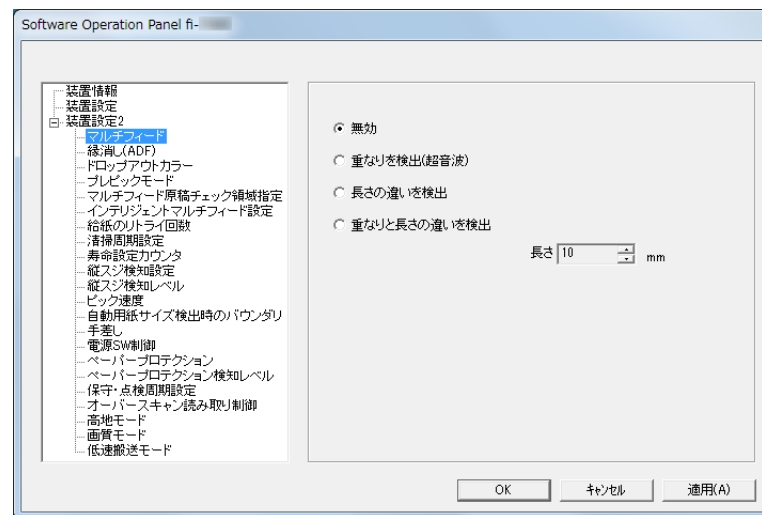 Software Operation Panel fi-
装置情報
装置設定
装置設定2
マルチフィード
縁消し(ADF)
ドロップアウトカラー
プレピックモード
マルチフィード原稿チェック領域指定
インテリジェントマルチフィード設定
給紙のリトライ回数
清掃周期設定
寿命設定カウンタ
縦スジ検知設定
縦スジ検知レベル
ピック速度
自動用紙サイズ検出時のバウンダリ
手差し
電源SW制御
ペーパープロテクション
ペーパープロテクション検知レベル
保守・点検周期設定
オーバースキャン読み取り制御
高地モード
画質モード
低速搬送モード
無効
重なりを検出(超音波)
長さの違いを検出
重なりと長さの違いを検出
長さ 10 mm
OK キャンセル 適用(A)